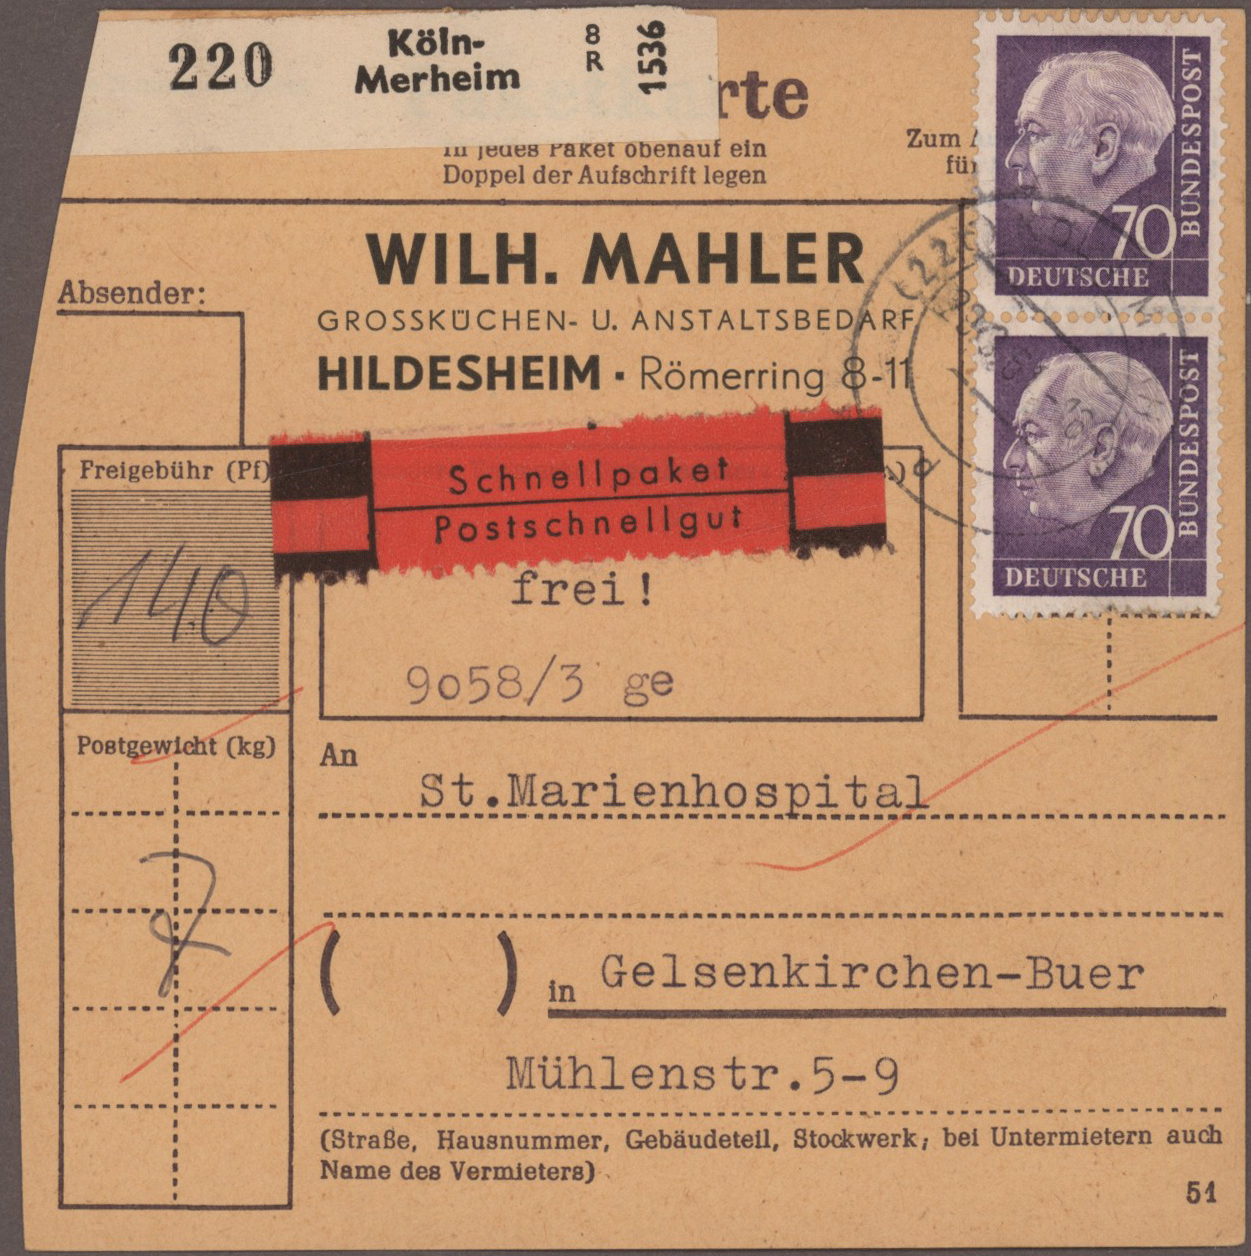 220
Köln-
Merheim
8
R
1536
rte
In jedes Paket obenauf ein
Doppel der Aufschrift legen
Zum
für
70
BUNDESPOST
DEUTSCHE
70
BUNDESPOST
DEUTSCHE
WILH. MAHLER
Absender:
GROSSKÜCHEN- U. ANSTALTSBEDARF
HILDESHEIM · Römerring 8-11
Freigebühr (Pf)
Schnellpaket
Postschnellgut
140
frei!
9o58/3 ge
Postgewicht (kg)
An
St.Marienhospital
7
( ) in Gelsenkirchen-Buer
Mühlenstr.5-9
(Straße, Hausnummer, Gebäudeteil, Stockwerk; bei Untermietern auch
Name des Vermieters)
51